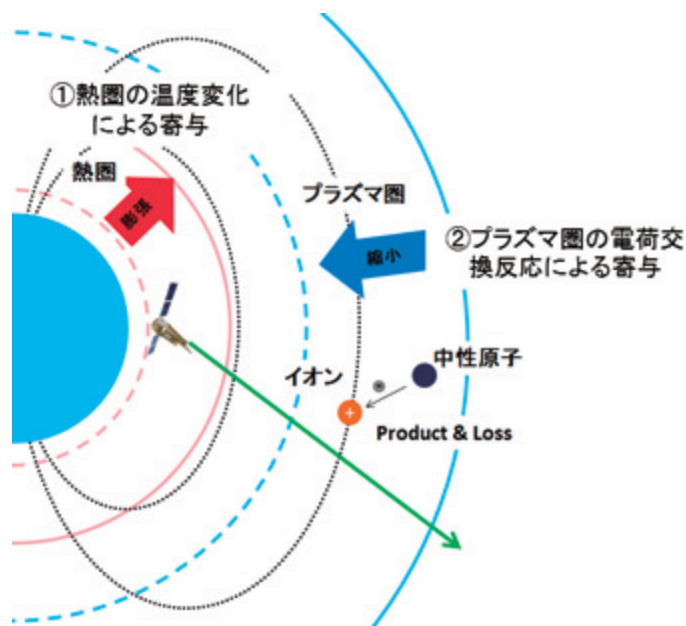 ①熱圏の温度変化
による寄与
熱圏
膨張
プラズマ圏
縮小
②プラズマ圏の電荷交
換反応による寄与
イオン
中性原子
+
Product & Loss